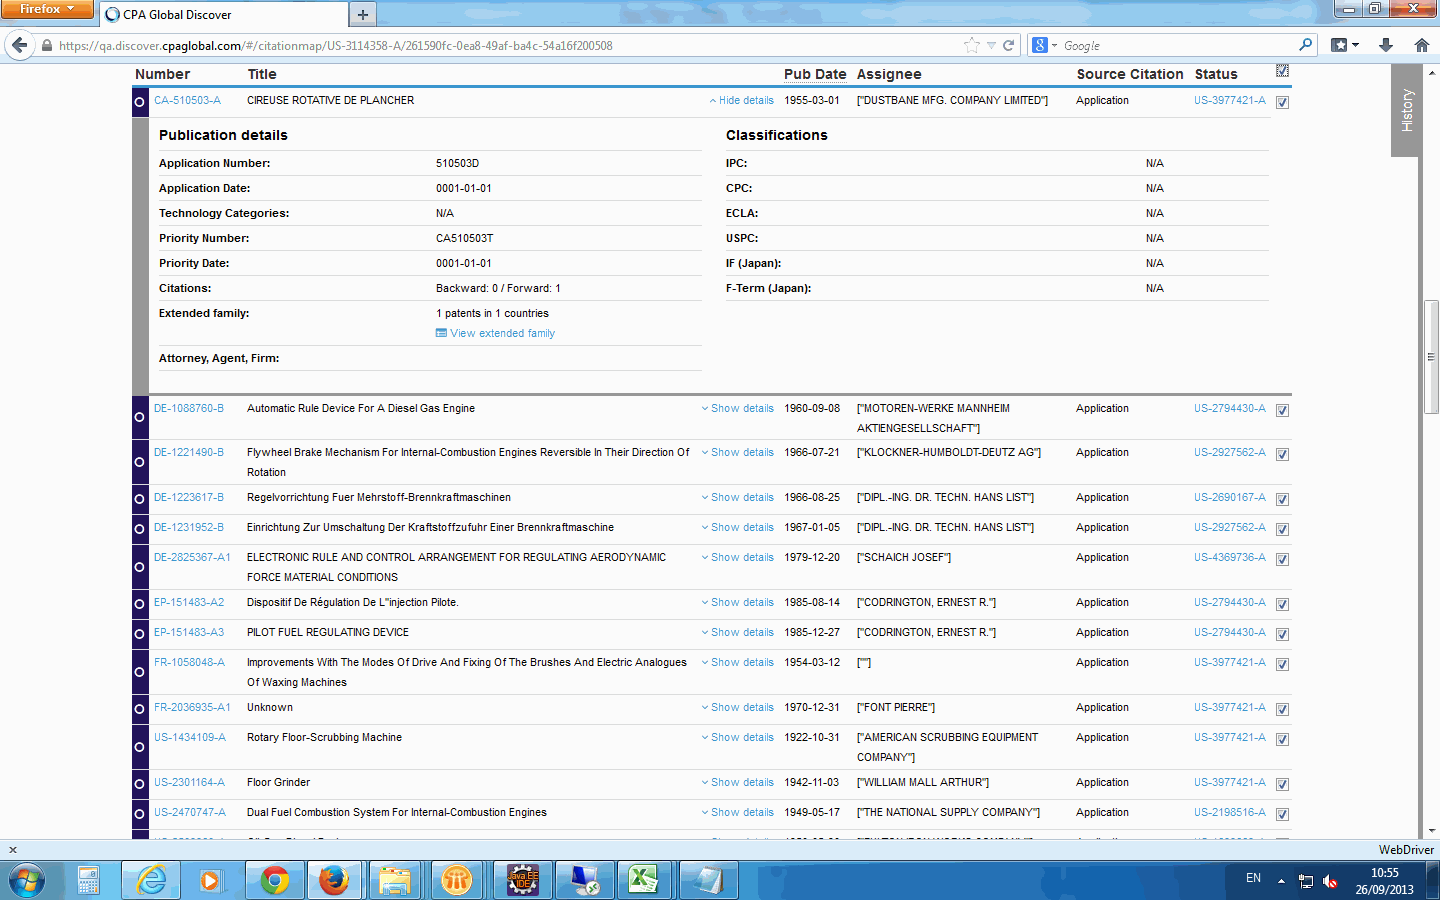 Firefox
CPA Global Discover
https://qa.discover.cpaglobal.com/#/citationmap/US-3114358-A/261590fc-0ea8-49af-ba4c-54a16f200508
Google
Number Title Pub Date Assignee Source Citation Status
History
CA-510503-A CIREUSE ROTATIVE DE PLANCHER Hide details 1955-03-01 ["DUSTBANE MFG. COMPANY LIMITED"] Application US-3977421-A
Publication details Classifications
Application Number: 510503D IPC: N/A
Application Date: 0001-01-01 CPC: N/A
Technology Categories: N/A ECLA: N/A
Priority Number: CA510503T USPC: N/A
Priority Date: 0001-01-01 IF (Japan): N/A
Citations: Backward: 0 / Forward: 1 F-Term (Japan): N/A
Extended family: 1 patents in 1 countries
View extended family
Attorney, Agent, Firm:
DE-1088760-B Automatic Rule Device For A Diesel Gas Engine Show details 1960-09-08 ["MOTOREN-WERKE MANNHEIM Application US-2794430-A
AKTIENGESELLSCHAFT"]
DE-1221490-B Flywheel Brake Mechanism For Internal-Combustion Engines Reversible In Their Direction Of Show details 1966-07-21 ["KLOCKNER-HUMBOLDT-DEUTZ AG"] Application US-2927562-A
Rotation
DE-1223617-B Regelvorrichtung Fuer Mehrstoff-Brennkraftmaschinen Show details 1966-08-25 ["DIPL.-ING. DR. TECHN. HANS LIST"] Application US-2690167-A
DE-1231952-B Einrichtung Zur Umschaltung Der Kraftstoffzufuhr Einer Brennkraftmaschine Show details 1967-01-05 ["DIPL.-ING. DR. TECHN. HANS LIST"] Application US-2927562-A
DE-2825367-A1 ELECTRONIC RULE AND CONTROL ARRANGEMENT FOR REGULATING AERODYNAMIC Show details 1979-12-20 ["SCHAICH JOSEF"] Application US-4369736-A
FORCE MATERIAL CONDITIONS
EP-151483-A2 Dispositif De Régulation De L"injection Pilote. Show details 1985-08-14 ["CODRINGTON, ERNEST R."] Application US-2794430-A
EP-151483-A3 PILOT FUEL REGULATING DEVICE Show details 1985-12-27 ["CODRINGTON, ERNEST R."] Application US-2794430-A
FR-1058048-A Improvements With The Modes Of Drive And Fixing Of The Brushes And Electric Analogues Show details 1954-03-12 [""] Application US-3977421-A
Of Waxing Machines
FR-2036935-A1 Unknown Show details 1970-12-31 ["FONT PIERRE"] Application US-3977421-A
US-1434109-A Rotary Floor-Scrubbing Machine Show details 1922-10-31 ["AMERICAN SCRUBBING EQUIPMENT Application US-3977421-A
COMPANY"]
US-2301164-A Floor Grinder Show details 1942-11-03 ["WILLIAM MALL ARTHUR"] Application US-3977421-A
US-2470747-A Dual Fuel Combustion System For Internal-Combustion Engines Show details 1949-05-17 ["THE NATIONAL SUPPLY COMPANY"] Application US-2198516-A
WebDriver
Java EE
IDE
EN
10:55
26/09/2013